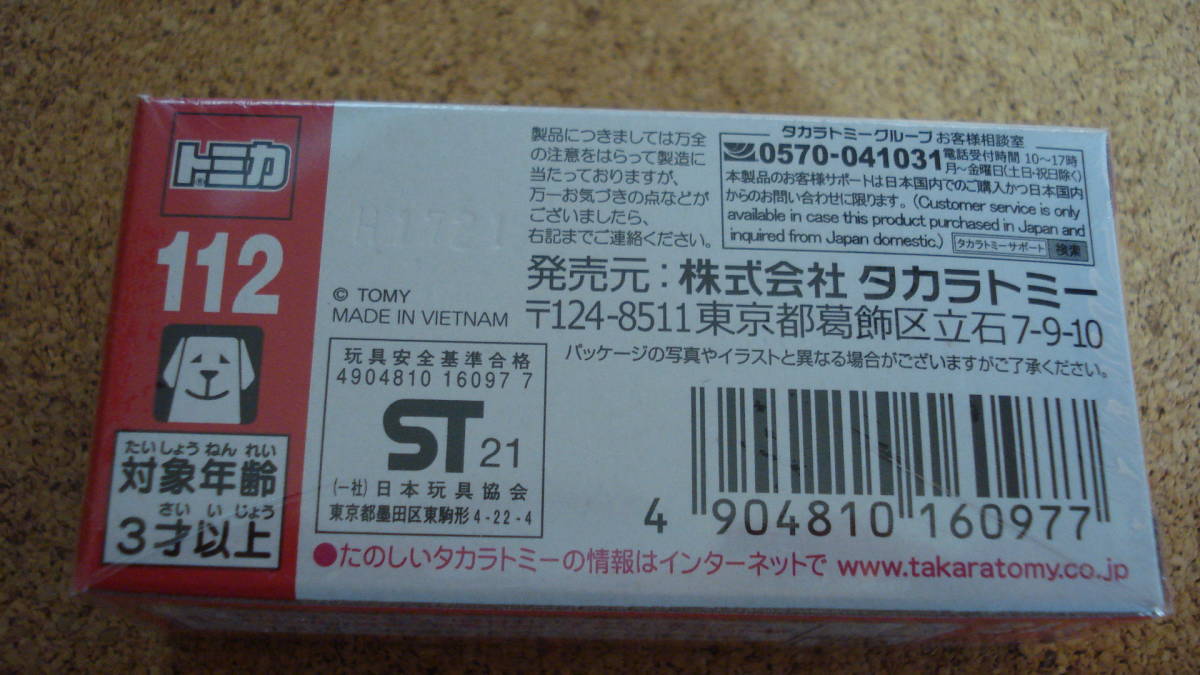 トミカ
112
たいしょうねんれい
対象年齢
さいいじょう
3才以上
© TOMY
MADE IN VIETNAM
玩具安全基準合格
4904810 16097 7
ST 21
(一社)日本玩具協会
東京都墨田区東駒形4-22-4
製品につきましては万全
の注意をはらって製造に
当たっておりますが、
万一お気づきの点などが
ございましたら、
右記までご連絡ください。
タカラトミーグループ お客様相談室
0570-041031 電話受付時間 10～17時
月～金曜日(土日・祝日除く)
本製品のお客様サポートは日本国内でのご購入かつ日本国内
からのお問い合わせに限ります。(Customer service is only
available in case this product purchased in Japan and
inquired from Japan domestic.) タカラトミーサポート 検索
発売元:株式会社 タカラトミー
〒124-8511 東京都葛飾区立石7-9-10
パッケージの写真やイラストと異なる場合がございますがご了承ください。
4 904810 160977
●たのしいタカラトミーの情報はインターネットで www.takaratomy.co.jp